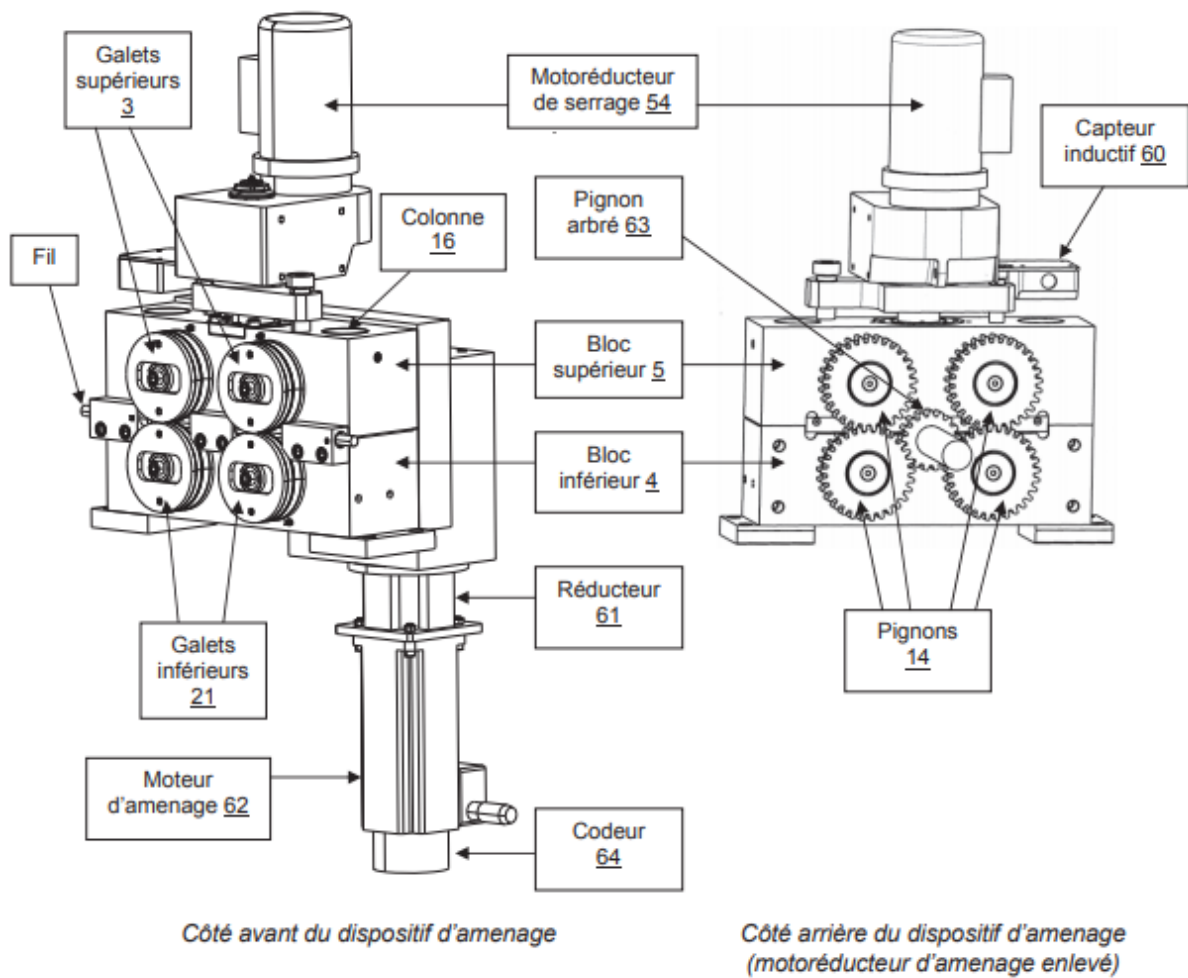 Galets
supérieurs
3
Motoréducteur
de serrage 54
Capteur
inductif 60
Pignon
arbré 63
Colonne
16
Fil
Bloc
supérieur 5
Bloc
inférieur 4
Réducteur
61
Galets
inférieurs
21
Pignons
14
Moteur
d'amenage 62
Codeur
64
Côté avant du dispositif d'amenage
Côté arrière du dispositif d'amenage
(motoréducteur d'amenage enlevé)